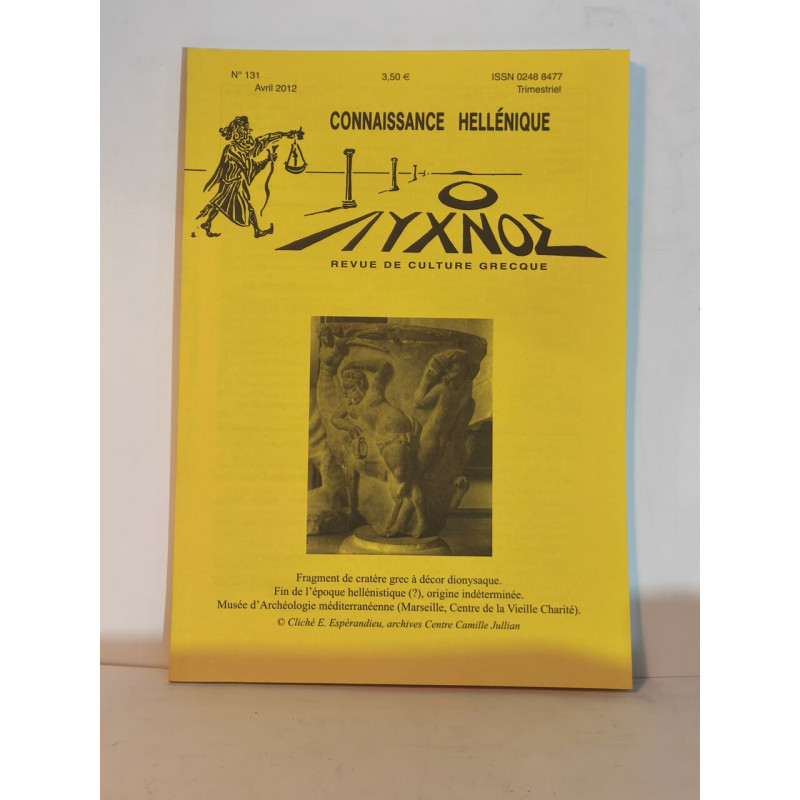 N° 131
Avril 2012
3,50 €
ISSN 0248 8477
Trimestriel
CONNAISSANCE HELLÉNIQUE
Ο ΛΥΧΝΟΣ
REVUE DE CULTURE GRECQUE
Fragment de cratère grec à décor dionysaque.
Fin de l'époque hellénistique (?), origine indéterminée.
Musée d'Archéologie méditerranéenne (Marseille, Centre de la Vieille Charité).
© Cliché E. Espérandieu, archives Centre Camille Jullian